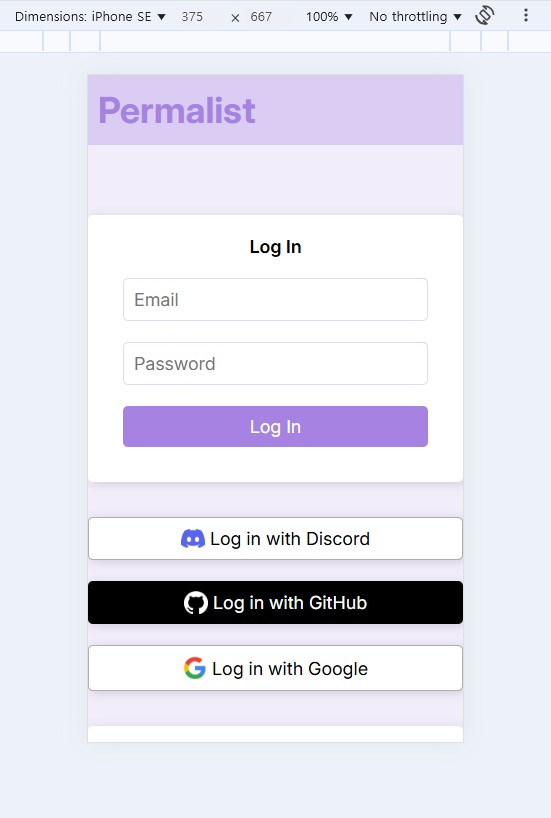 Dimensions: iPhone SE ▼ 375 × 667 100% ▼ No throttling ▼
Permalist
Log In
Email
Password
Log In
Log in with Discord
Log in with GitHub
Log in with Google